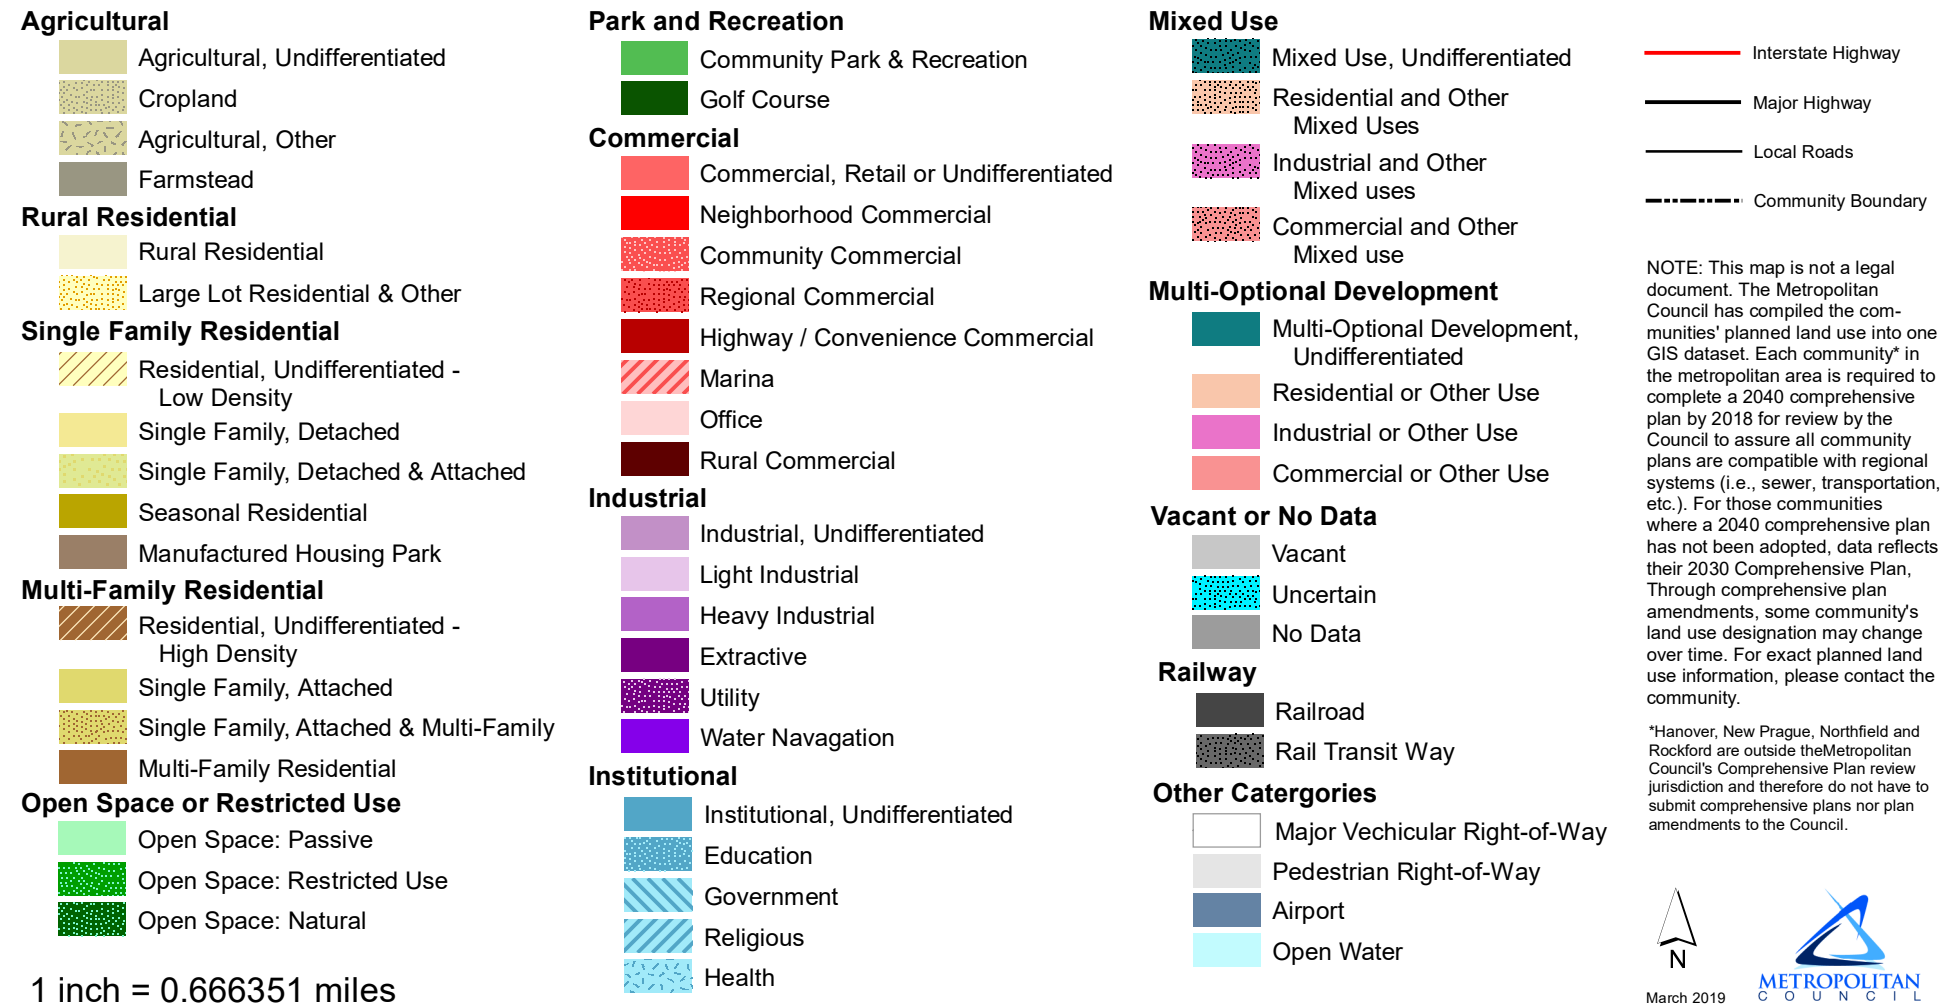 Agricultural
Agricultural, Undifferentiated
Cropland
Agricultural, Other
Farmstead
Rural Residential
Rural Residential
Large Lot Residential & Other
Single Family Residential
Residential, Undifferentiated -
Low Density
Single Family, Detached
Single Family, Detached & Attached
Seasonal Residential
Manufactured Housing Park
Multi-Family Residential
Residential, Undifferentiated -
High Density
Single Family, Attached
Single Family, Attached & Multi-Family
Multi-Family Residential
Open Space or Restricted Use
Open Space: Passive
Open Space: Restricted Use
Open Space: Natural
1 inch = 0.666351 miles
Park and Recreation
Community Park & Recreation
Golf Course
Commercial
Commercial, Retail or Undifferentiated
Neighborhood Commercial
Community Commercial
Regional Commercial
Highway / Convenience Commercial
Marina
Office
Rural Commercial
Industrial
Industrial, Undifferentiated
Light Industrial
Heavy Industrial
Extractive
Utility
Water Navagation
Institutional
Institutional, Undifferentiated
Education
Government
Religious
Health
Mixed Use
Mixed Use, Undifferentiated
Residential and Other
Mixed Uses
Industrial and Other
Mixed uses
Commercial and Other
Mixed use
Multi-Optional Development
Multi-Optional Development,
Undifferentiated
Residential or Other Use
Industrial or Other Use
Commercial or Other Use
Vacant or No Data
Vacant
Uncertain
No Data
Railway
Railroad
Rail Transit Way
Other Catergories
Major Vechicular Right-of-Way
Pedestrian Right-of-Way
Airport
Open Water
Interstate Highway
Major Highway
Local Roads
Community Boundary
NOTE: This map is not a legal
document. The Metropolitan
Council has compiled the com-
munities' planned land use into one
GIS dataset. Each community* in
the metropolitan area is required to
complete a 2040 comprehensive
plan by 2018 for review by the
Council to assure all community
plans are compatible with regional
systems (i.e., sewer, transportation,
etc.). For those communities
where a 2040 comprehensive plan
has not been adopted, data reflects
their 2030 Comprehensive Plan,
Through comprehensive plan
amendments, some community's
land use designation may change
over time. For exact planned land
use information, please contact the
community.
*Hanover, New Prague, Northfield and
Rockford are outside theMetropolitan
Council's Comprehensive Plan review
jurisdiction and therefore do not have to
submit comprehensive plans nor plan
amendments to the Council.
N
March 2019
METROPOLITAN
COUNCIL